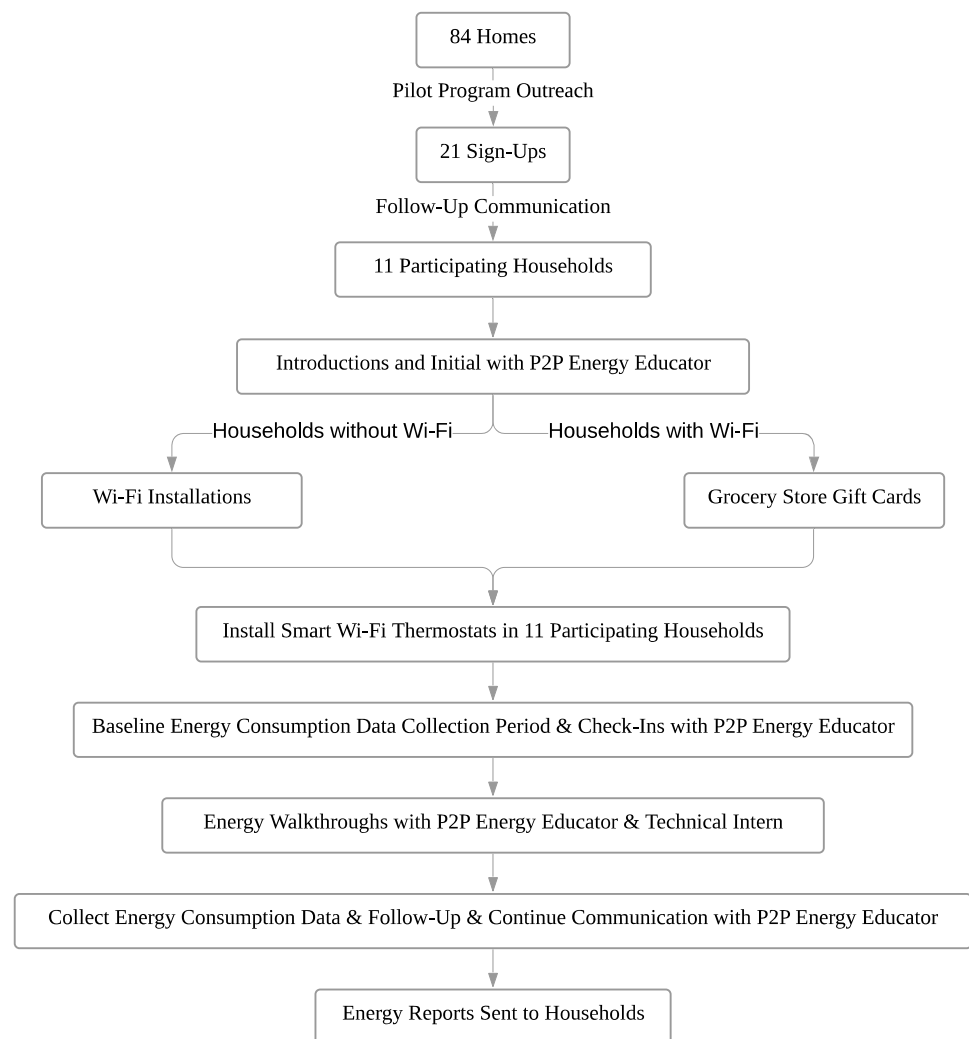 84 Homes
Pilot Program Outreach
21 Sign-Ups
Follow-Up Communication
11 Participating Households
Introductions and Initial with P2P Energy Educator
Households without Wi-Fi
Households with Wi-Fi
Wi-Fi Installations
Grocery Store Gift Cards
Install Smart Wi-Fi Thermostats in 11 Participating Households
Baseline Energy Consumption Data Collection Period & Check-Ins with P2P Energy Educator
Energy Walkthroughs with P2P Energy Educator & Technical Intern
Collect Energy Consumption Data & Follow-Up & Continue Communication with P2P Energy Educator
Energy Reports Sent to Households